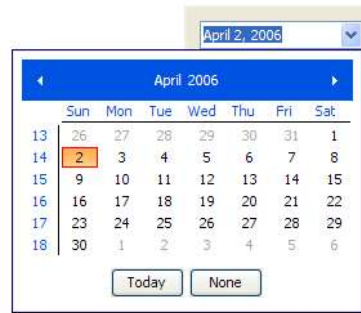 April 2, 2006
April 2006
Sun Mon Tue Wed Thu Fri Sat
13 26 27 28 29 30 31 1
14 2 3 4 5 6 7 8
15 9 10 11 12 13 14 15
16 16 17 18 19 20 21 22
17 23 24 25 26 27 28 29
18 30 1 2 3 4 5 6
Today None